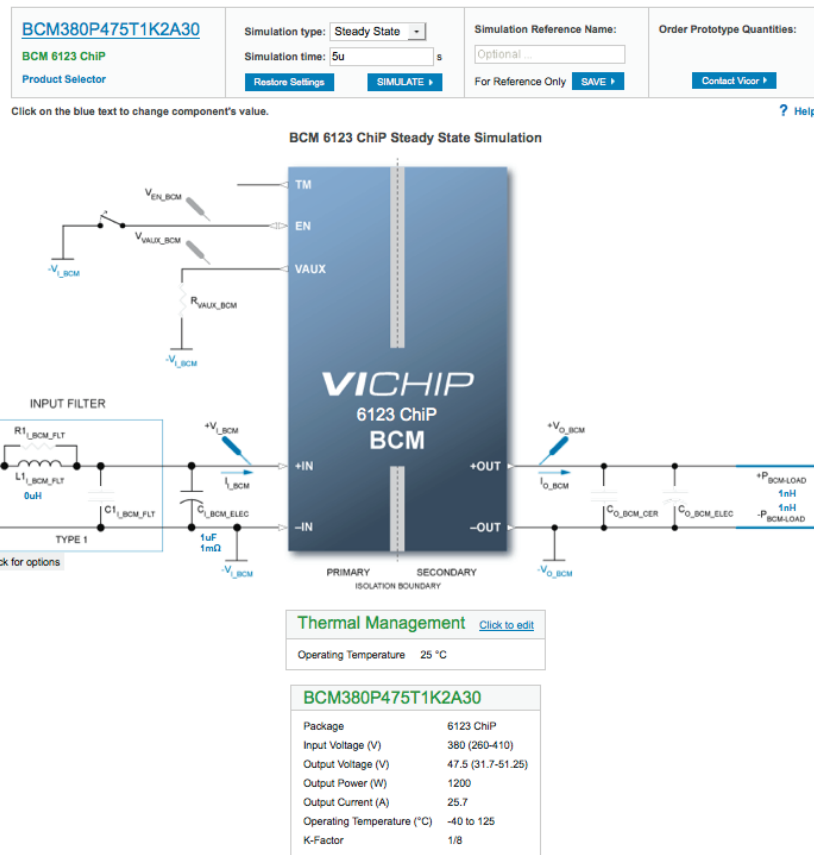 BCM380P475T1K2A30
BCM 6123 ChiP
Product Selector
Simulation type: Steady State
Simulation time: 5u s
Restore Settings SIMULATE
Simulation Reference Name:
Optional ...
For Reference Only SAVE
Order Prototype Quantities:
Contact Vicor
Click on the blue text to change component's value.
? Help
BCM 6123 ChiP Steady State Simulation
TM
VEN_BCM
EN
VVAUX_BCM
-VI_BCM
VAUX
RVAUX_BCM
-VI_BCM
VICHIP
6123 ChiP
BCM
INPUT FILTER
R1I_BCM_FLT
L1I_BCM_FLT
0uH
C1I_BCM_FLT
TYPE 1
ck for options
+VI_BCM
II_BCM
CI_BCM_ELEC
1uF
1mΩ
-VI_BCM
+IN
–IN
+OUT
–OUT
+VO_BCM
IO_BCM
CO_BCM_CER
CO_BCM_ELEC
-VO_BCM
+PBCM-LOAD
1nH
1nH
-PBCM-LOAD
PRIMARY SECONDARY
ISOLATION BOUNDARY
Thermal Management Click to edit
Operating Temperature 25 °C
BCM380P475T1K2A30
Package 6123 ChiP
Input Voltage (V) 380 (260-410)
Output Voltage (V) 47.5 (31.7-51.25)
Output Power (W) 1200
Output Current (A) 25.7
Operating Temperature (°C) -40 to 125
K-Factor 1/8